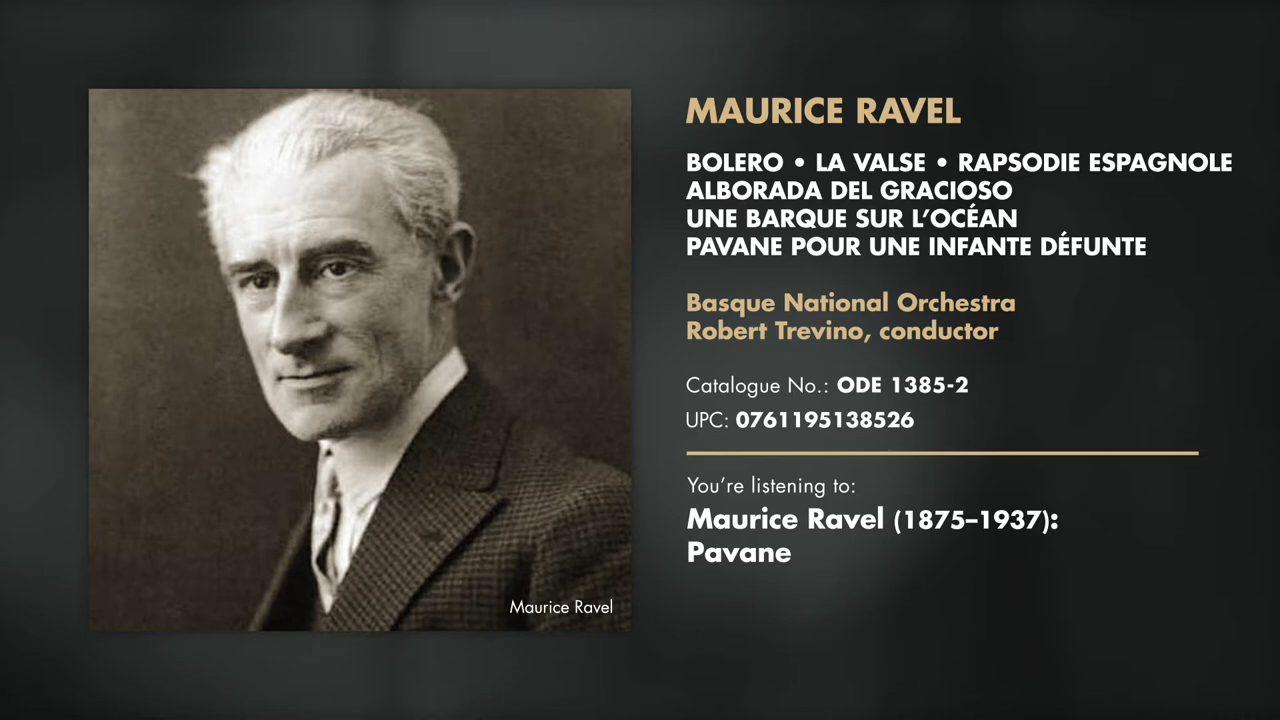 MAURICE RAVEL
BOLERO • LA VALSE • RAPSODIE ESPAGNOLE
ALBORADA DEL GRACIOSO
UNE BARQUE SUR L’OCÉAN
PAVANE POUR UNE INFANTE DÉFUNTE
Basque National Orchestra
Robert Trevino, conductor
Catalogue No.: ODE 1385-2
UPC: 0761195138526
You’re listening to:
Maurice Ravel (1875–1937):
Pavane
Maurice Ravel